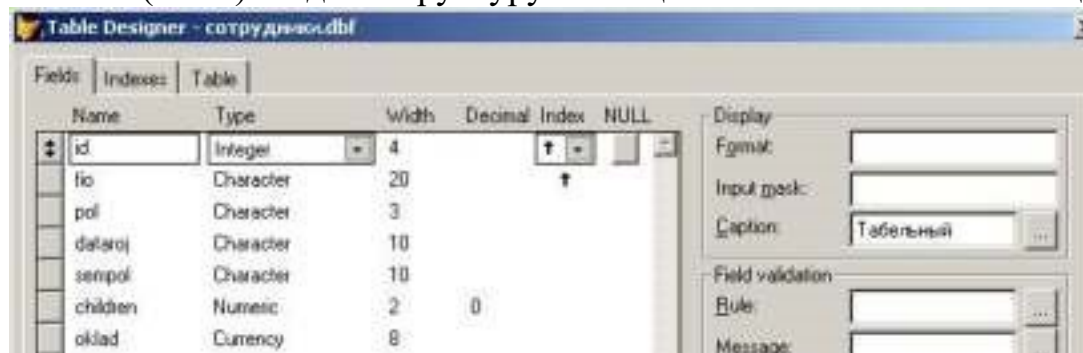 Table Designer - сотрудники.dbf
Fields Indexes Table
Name Type Width Decimal Index NULL
id Integer 4
fio Character 20
pol Character 3
dataroj Character 10
sempol Character 10
children Numeric 2 0
oklad Currency 8
Display
Format:
Input mask:
Caption: Табельный ...
Field validation
Rule: ...
Message: